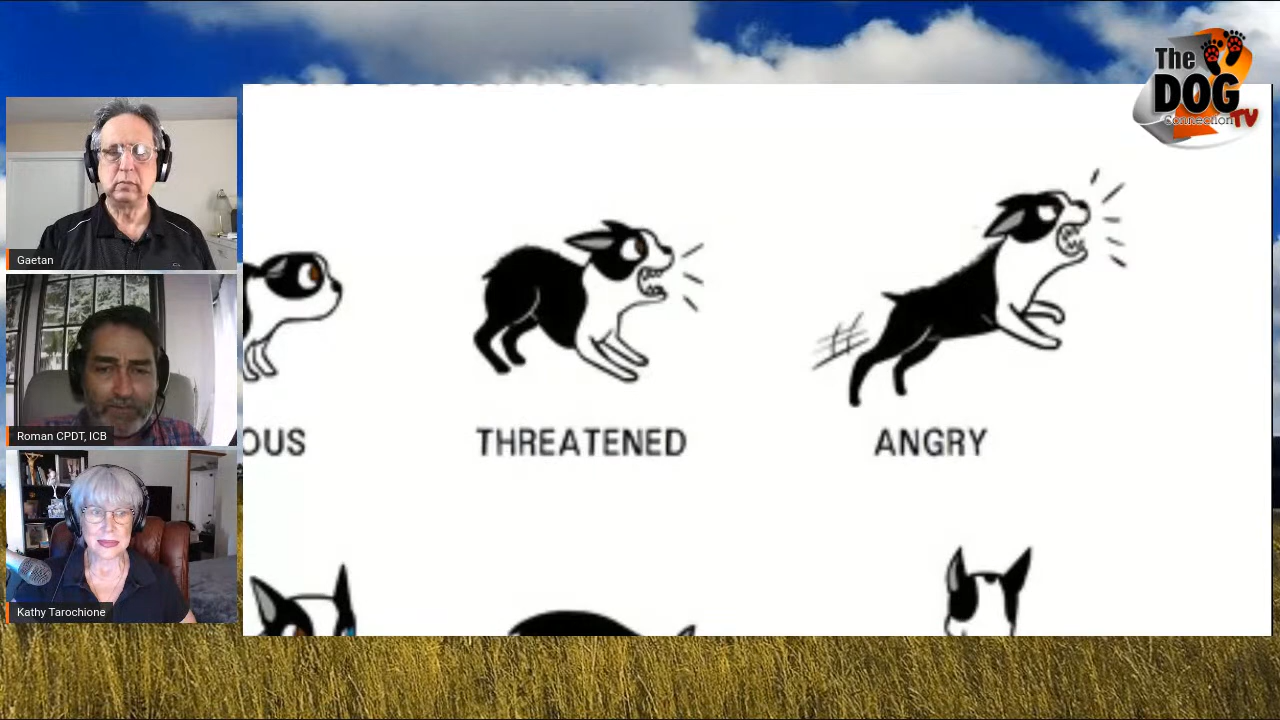 The
DOG
Connection TV
Gaetan
Roman CPDT, ICB
Kathy Tarochione
OUS
THREATENED
ANGRY